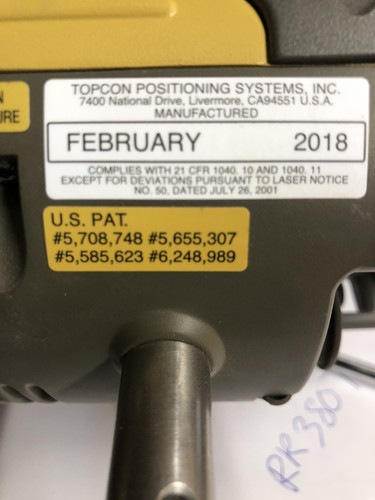 TOPCON POSITIONING SYSTEMS, INC.
7400 National Drive, Livermore, CA94551 U.S.A.
MANUFACTURED
FEBRUARY 2018
COMPLIES WITH 21 CFR 1040. 10 AND 1040. 11
EXCEPT FOR DEVIATIONS PURSUANT TO LASER NOTICE
NO. 50, DATED JULY 26, 2001
N
URE
U.S. PAT.
#5,708,748 #5,655,307
#5,585,623 #6,248,989
RR380